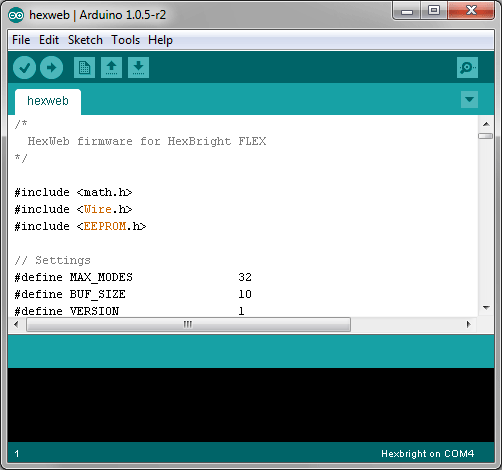 hexweb | Arduino 1.0.5-r2
File Edit Sketch Tools Help
hexweb
/*
HexWeb firmware for HexBright FLEX
*/
#include <math.h>
#include <Wire.h>
#include <EEPROM.h>
// Settings
#define MAX_MODES 32
#define BUF_SIZE 10
#define VERSION 1
1 Hexbright on COM4